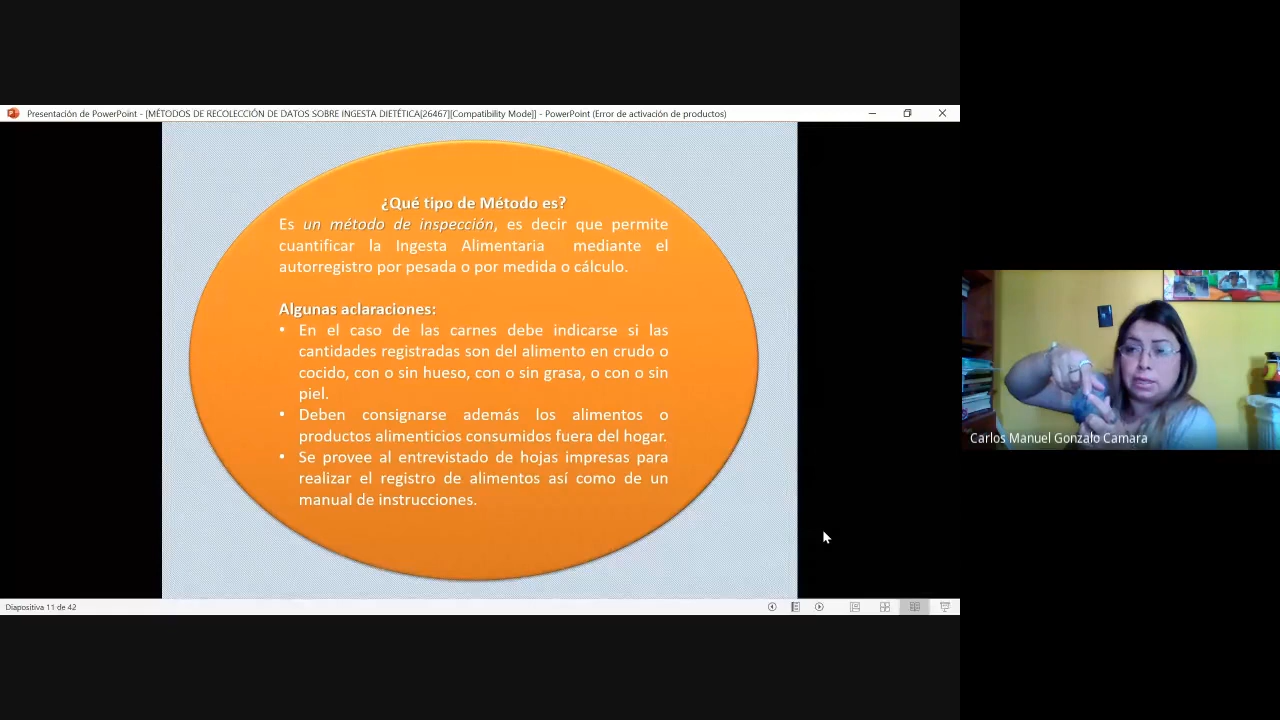 Presentación de PowerPoint - [MÉTODOS DE RECOLECCIÓN DE DATOS SOBRE INGESTA DIETÉTICA[26467][Compatibility Mode]] - PowerPoint (Error de activación de productos)
¿Qué tipo de Método es?
Es un método de inspección, es decir que permite
cuantificar la Ingesta Alimentaria mediante el
autorregistro por pesada o por medida o cálculo.
Algunas aclaraciones:
• En el caso de las carnes debe indicarse si las
cantidades registradas son del alimento en crudo o
cocido, con o sin hueso, con o sin grasa, o con o sin
piel.
• Deben consignarse además los alimentos o
productos alimenticios consumidos fuera del hogar.
• Se provee al entrevistado de hojas impresas para
realizar el registro de alimentos así como de un
manual de instrucciones.
Carlos Manuel Gonzalo Camara
Diapositiva 11 de 42